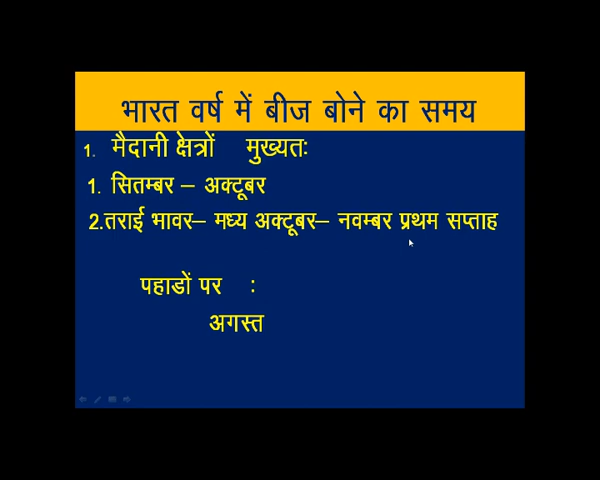 भारत वर्ष में बीज बोने का समय
1. मैदानी क्षेत्रों मुख्यतः
1. सितम्बर – अक्टूबर
2.तराई भावर– मध्य अक्टूबर– नवम्बर प्रथम सप्ताह
पहाडों पर :
अगस्त